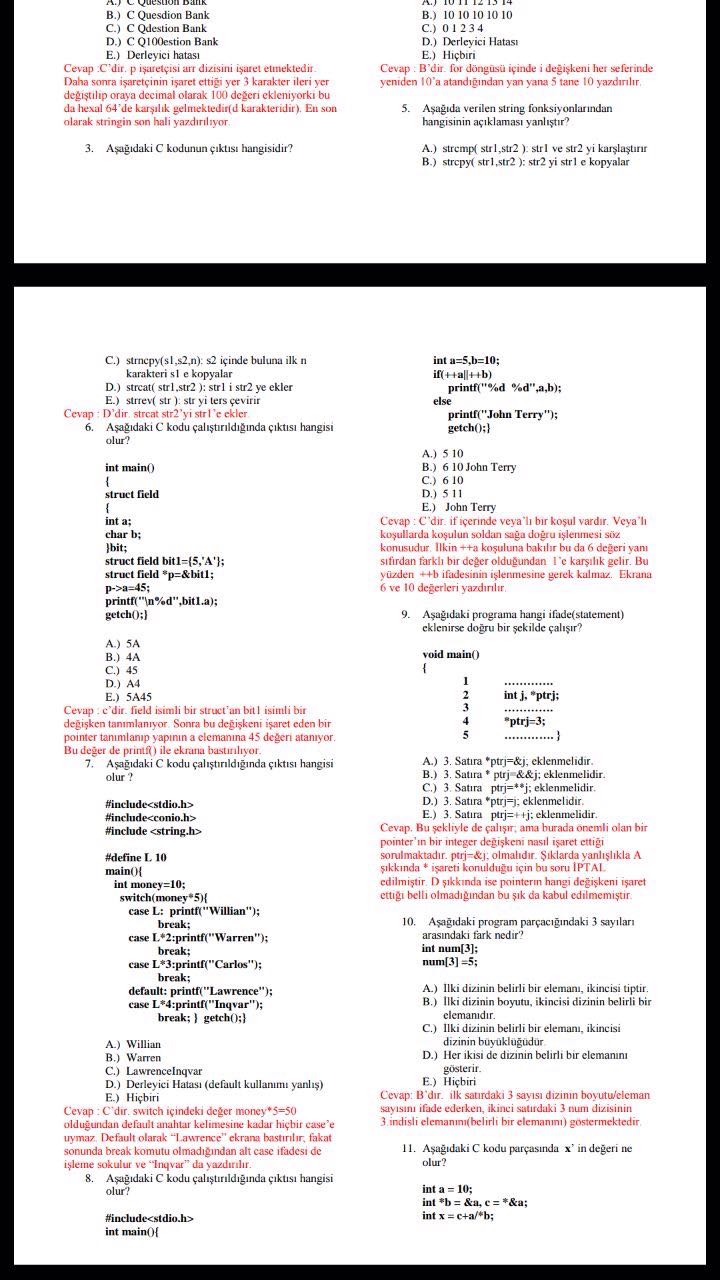 A.) C Question Bank
B.) C Quesdion Bank
C.) C Qdestion Bank
D.) C Q100estion Bank
E.) Derleyici hatası
Cevap :C'dir. p işaretçisi arr dizisini işaret etmektedir.
Daha sonra işaretçinin işaret ettiği yer 3 karakter ileri yer
değiştilip oraya decimal olarak 100 değeri ekleniyorki bu
da hexal 64'de karşılık gelmektedir(d karakteridir). En son
olarak stringin son hali yazdırılıyor.
3. Aşağıdaki C kodunun çıktısı hangisidir?
A.) 10 11 12 13 14
B.) 10 10 10 10 10
C.) 0 1 2 3 4
D.) Derleyici Hatası
E.) Hiçbiri
Cevap : B'dir. for döngüsü içinde i değişkeni her seferinde
yeniden 10'a atandığından yan yana 5 tane 10 yazdırılır.
5. Aşağıda verilen string fonksiyonlarından
hangisinin açıklaması yanlıştır?
A.) strcmp( str1,str2 ): str1 ve str2 yi karşlaştırır
B.) strcpy( str1,str2 ): str2 yi str1 e kopyalar
C.) strncpy(s1,s2,n): s2 içinde buluna ilk n
karakteri s1 e kopyalar
D.) strcat( str1,str2 ): str1 i str2 ye ekler
E.) strrev( str ): str yi ters çevirir
Cevap : D'dir. strcat str2'yi str1'e ekler.
6. Aşağıdaki C kodu çalıştırıldığında çıktısı hangisi
olur?
int main()
{
struct field
{
int a;
char b;
}bit;
struct field bit1={5,'A'};
struct field *p=&bit1;
p->a=45;
printf("\n%d",bit1.a);
getch();}
A.) 5A
B.) 4A
C.) 45
D.) A4
E.) 5A45
Cevap : c'dir. field isimli bir struct'an bit1 isimli bir
değişken tanımlanıyor. Sonra bu değişkeni işaret eden bir
pointer tanımlanıp yapının a elemanına 45 değeri atanıyor.
Bu değer de printf() ile ekrana bastırılıyor.
7. Aşağıdaki C kodu çalıştırıldığında çıktısı hangisi
olur ?
#include<stdio.h>
#include<conio.h>
#include <string.h>
#define L 10
main(){
int money=10;
switch(money*5){
case L: printf("Willian");
break;
case L*2:printf("Warren");
break;
case L*3:printf("Carlos");
break;
default: printf("Lawrence");
case L*4:printf("Inqvar");
break; } getch();}
A.) Willian
B.) Warren
C.) LawrenceInqvar
D.) Derleyici Hatası (default kullanımı yanlış)
E.) Hiçbiri
Cevap : C'dir. switch içindeki değer money*5=50
olduğundan default anahtar kelimesine kadar hiçbir case'e
uymaz. Default olarak "Lawrence" ekrana bastırılır; fakat
sonunda break komutu olmadığından alt case ifadesi de
işleme sokulur ve "Inqvar" da yazdırılır.
8. Aşağıdaki C kodu çalıştırıldığında çıktısı hangisi
olur?
#include<stdio.h>
int main(){
int a=5,b=10;
if(++a||++b)
printf("%d %d",a,b);
else
printf("John Terry");
getch();}
A.) 5 10
B.) 6 10 John Terry
C.) 6 10
D.) 5 11
E.) John Terry
Cevap : C'dir. if içerinde veya'lı bir koşul vardır. Veya'lı
koşullarda koşulun soldan sağa doğru işlenmesi söz
konusudur. İlkin ++a koşuluna bakılır bu da 6 değeri yanı
sıfırdan farklı bir değer olduğundan 1'e karşılık gelir. Bu
yüzden ++b ifadesinin işlenmesine gerek kalmaz. Ekrana
6 ve 10 değerleri yazdırılır.
9. Aşağıdaki programa hangi ifade(statement)
eklenirse doğru bir şekilde çalışır?
void main()
{
1 .............
2 int j, *ptrj;
3 .............
4 *ptrj=3;
5 ............. }
A.) 3. Satıra *ptrj=&j; eklenmelidir.
B.) 3. Satıra * ptrj=&&j; eklenmelidir.
C.) 3. Satıra ptrj=**j; eklenmelidir.
D.) 3. Satıra *ptrj=j; eklenmelidir.
E.) 3. Satıra ptrj=++j; eklenmelidir.
Cevap. Bu şekliyle de çalışır; ama burada önemli olan bir
pointer'ın bir integer değişkeni nasıl işaret ettiği
sorulmaktadır. ptrj=&j; olmalıdır. Şıklarda yanlışlıkla A
şıkkında * işareti konulduğu için bu soru İPTAL
edilmiştir. D şıkkında ise pointerın hangi değişkeni işaret
ettiği belli olmadığından bu şık da kabul edilmemiştir.
10. Aşağıdaki program parçacığındaki 3 sayıları
arasındaki fark nedir?
int num[3];
num[3] =5;
A.) İlki dizinin belirli bir elemanı, ikincisi tiptir.
B.) İlki dizinin boyutu, ikincisi dizinin belirli bir
elemanıdır.
C.) İlki dizinin belirli bir elemanı, ikincisi
dizinin büyüklüğüdür.
D.) Her ikisi de dizinin belirli bir elemanını
gösterir.
E.) Hiçbiri
Cevap: B'dir. ilk satırdaki 3 sayısı dizinin boyutu/eleman
sayısını ifade ederken, ikinci satırdaki 3 num dizisinin
3.indisli elemanını(belirli bir elemanını) göstermektedir.
11. Aşağıdaki C kodu parçasında x' in değeri ne
olur?
int a = 10;
int *b = &a, c = *&a;
int x = c+a/*b;